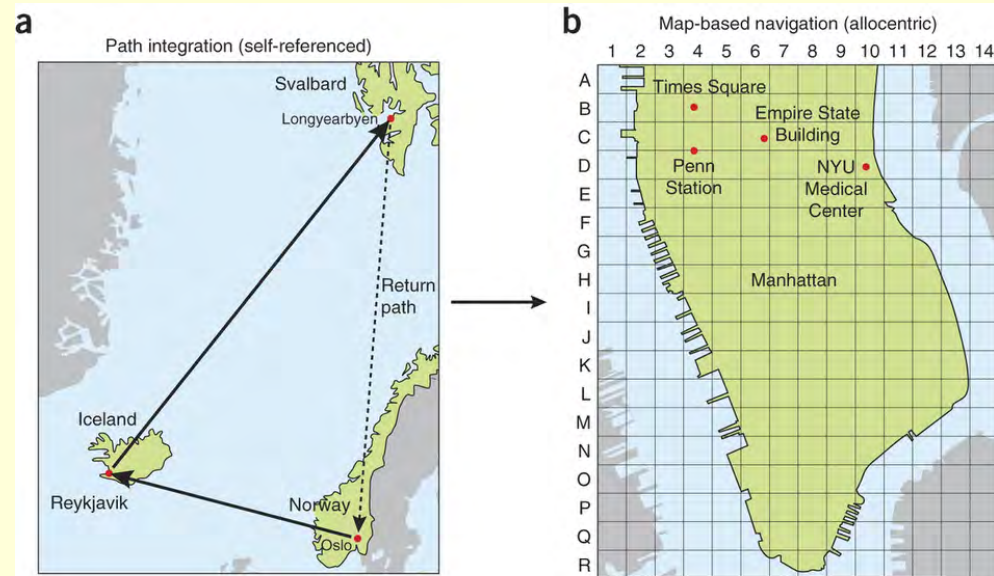 a
Path integration (self-referenced)
Svalbard
Longyearbyen
Return
path
Iceland
Reykjavik
Norway
Oslo
b
Map-based navigation (allocentric)
1 2 3 4 5 6 7 8 9 10 12 13 14
A
B
C
D
E
F
G
H
I
J
K
L
M
N
O
P
Q
R
Times Square
Empire State
Building
Penn
Station
NYU
Medical
Center
Manhattan